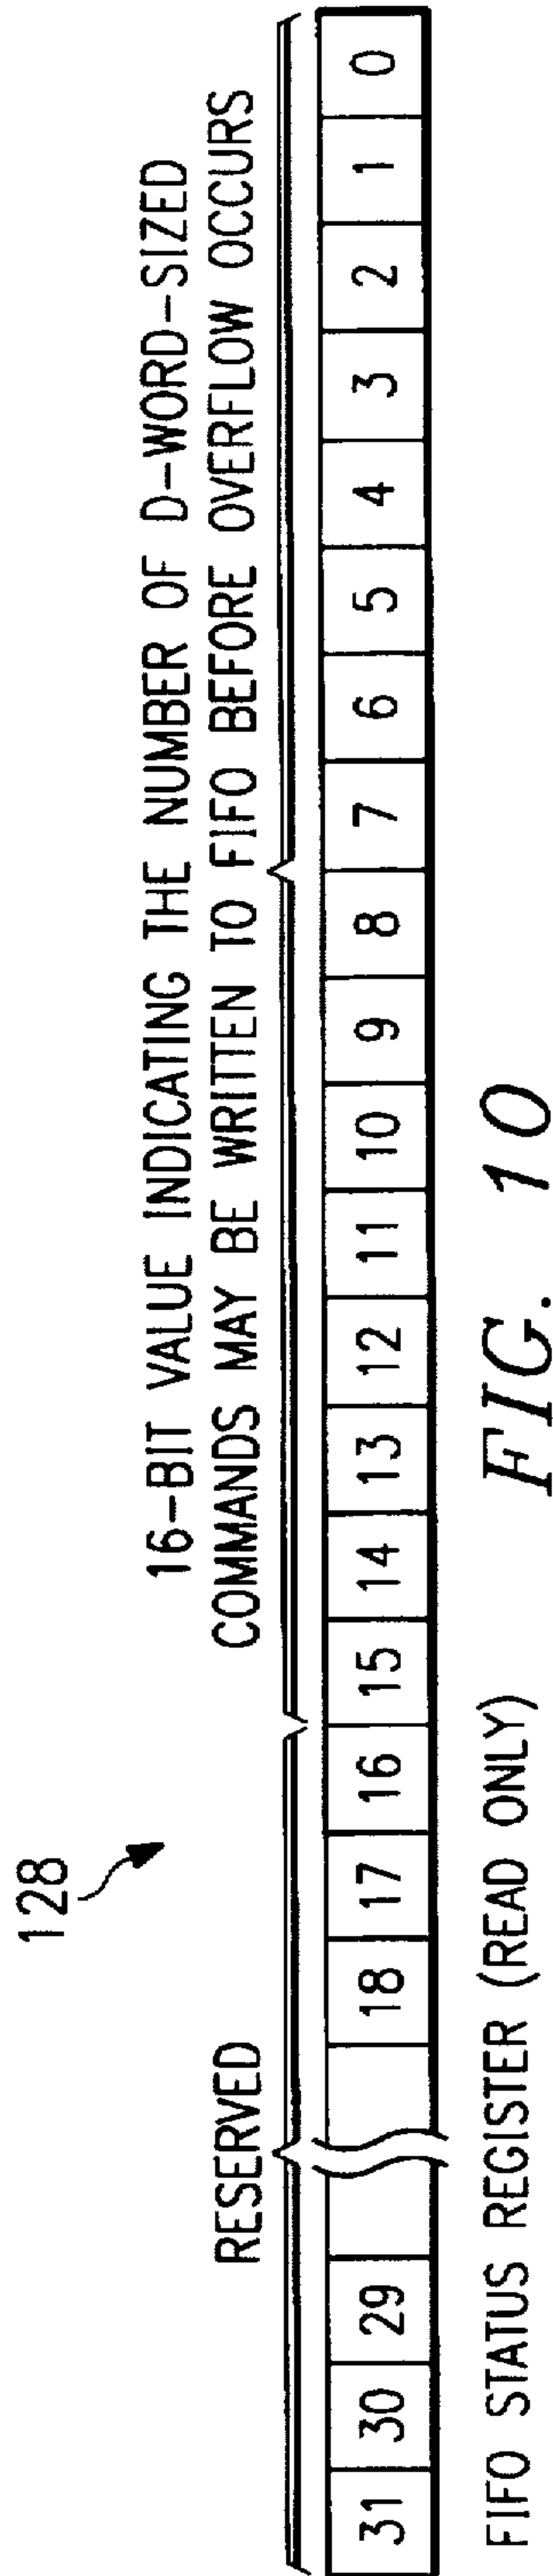 128
16-BIT VALUE INDICATING THE NUMBER OF D-WORD-SIZED
RESERVED COMMANDS MAY BE WRITTEN TO FIFO BEFORE OVERFLOW OCCURS
31 30 29 18 17 16 15 14 13 12 11 10 9 8 7 6 5 4 3 2 1 0
FIFO STATUS REGISTER (READ ONLY) FIG. 10